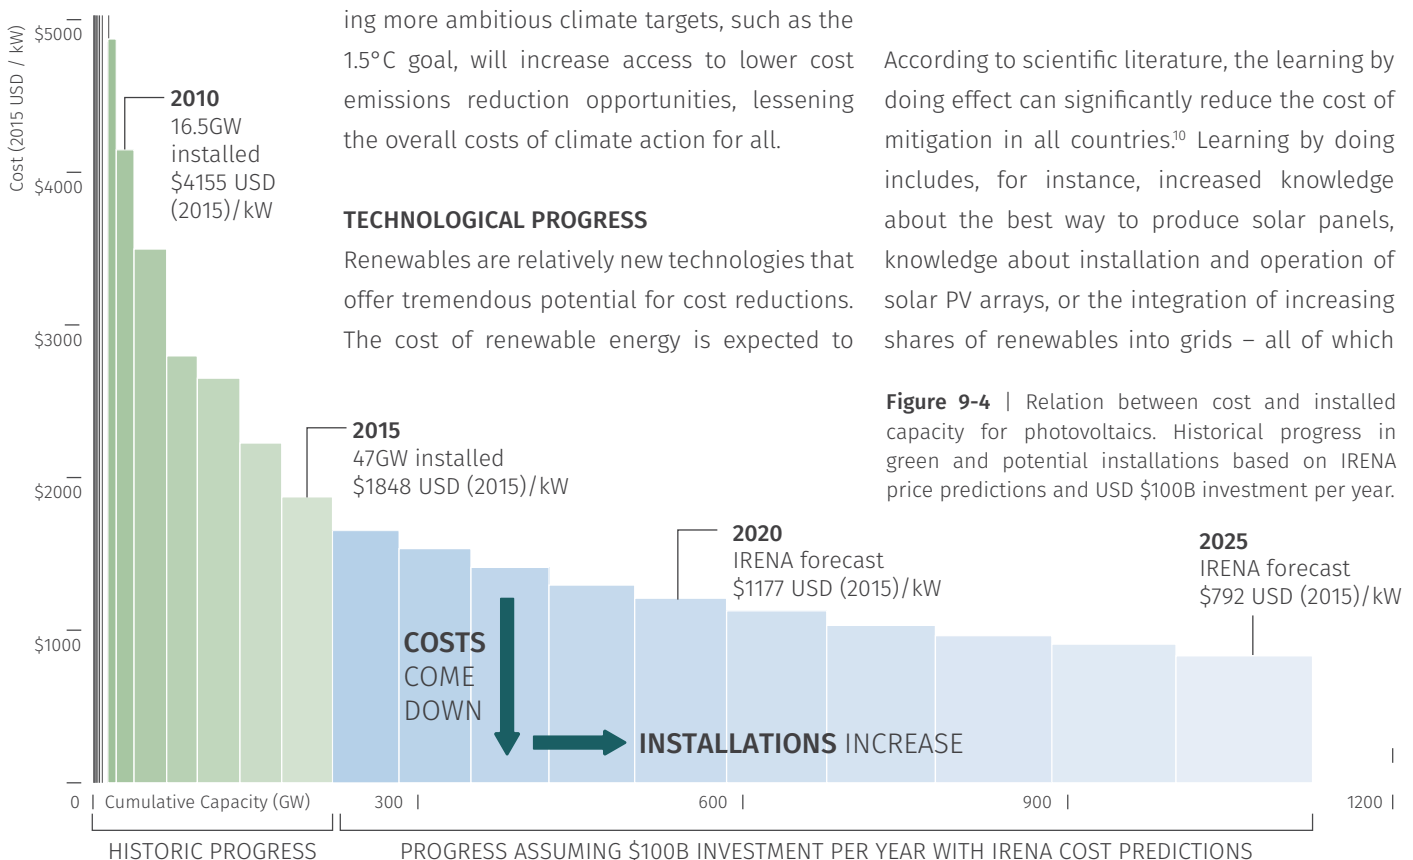 Cost (2015 USD / kW)
$5000
$4000
$3000
$2000
$1000
2010
16.5GW
installed
$4155 USD
(2015)/kW
ing more ambitious climate targets, such as the
1.5°C goal, will increase access to lower cost
emissions reduction opportunities, lessening
the overall costs of climate action for all.
TECHNOLOGICAL PROGRESS
Renewables are relatively new technologies that
offer tremendous potential for cost reductions.
The cost of renewable energy is expected to
According to scientific literature, the learning by
doing effect can significantly reduce the cost of
mitigation in all countries.¹⁰ Learning by doing
includes, for instance, increased knowledge
about the best way to produce solar panels,
knowledge about installation and operation of
solar PV arrays, or the integration of increasing
shares of renewables into grids – all of which
Figure 9-4 | Relation between cost and installed
capacity for photovoltaics. Historical progress in
green and potential installations based on IRENA
price predictions and USD $100B investment per year.
2015
47GW installed
$1848 USD (2015)/kW
2020
IRENA forecast
$1177 USD (2015)/kW
2025
IRENA forecast
$792 USD (2015)/kW
COSTS
COME
DOWN
INSTALLATIONS INCREASE
0 Cumulative Capacity (GW) 300 600 900 1200
HISTORIC PROGRESS
PROGRESS ASSUMING $100B INVESTMENT PER YEAR WITH IRENA COST PREDICTIONS